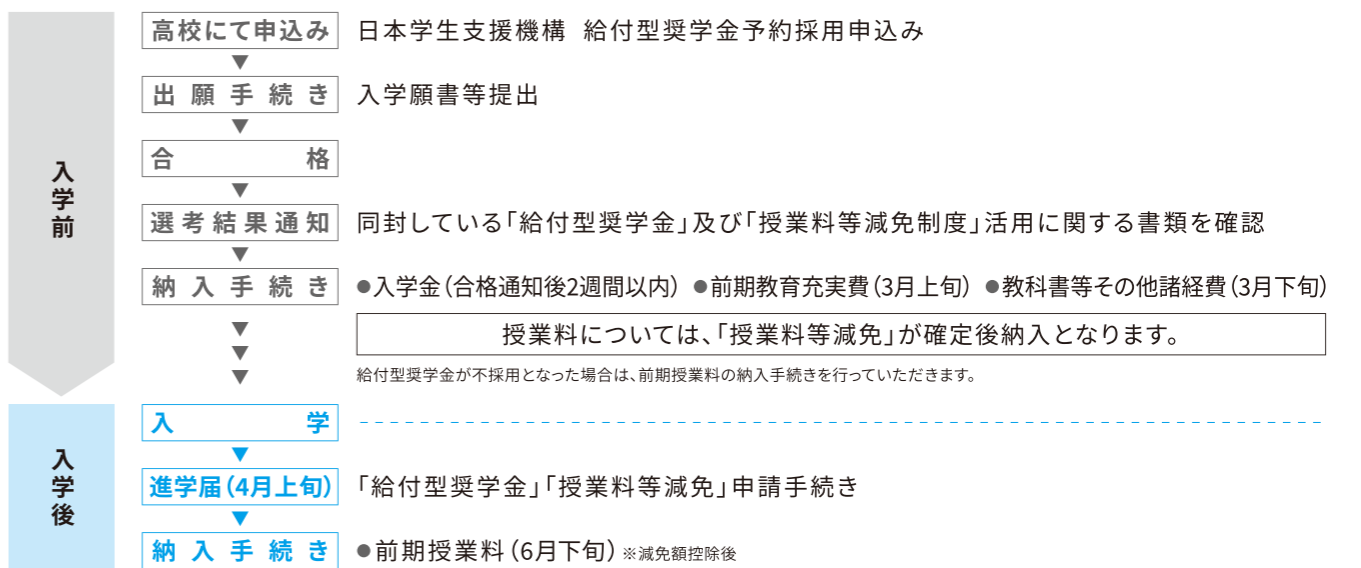 入学前
高校にて申込み 日本学生支援機構 給付型奨学金予約採用申込み
▼
出願手続き 入学願書等提出
▼
合格
▼
選考結果通知 同封している「給付型奨学金」及び「授業料等減免制度」活用に関する書類を確認
▼
納入手続き ●入学金(合格通知後2週間以内) ●前期教育充実費(3月上旬) ●教科書等その他諸経費(3月下旬)
▼
授業料については、「授業料等減免」が確定後納入となります。
▼
▼
給付型奨学金が不採用となった場合は、前期授業料の納入手続きを行っていただきます。
入学後
入学
▼
進学届(4月上旬) 「給付型奨学金」「授業料等減免」申請手続き
▼
納入手続き ●前期授業料(6月下旬)※減免額控除後